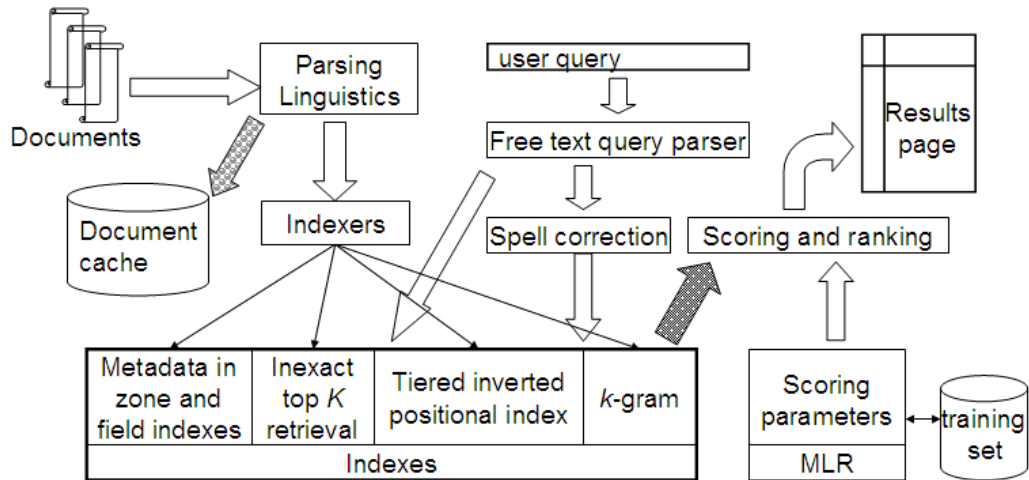 Documents
Parsing
Linguistics
user query
Results
page
Free text query parser
Document
cache
Indexers
Spell correction
Scoring and ranking
Metadata in
zone and
field indexes
Inexact
top K
retrieval
Tiered inverted
positional index
k-gram
Indexes
Scoring
parameters
MLR
training
set